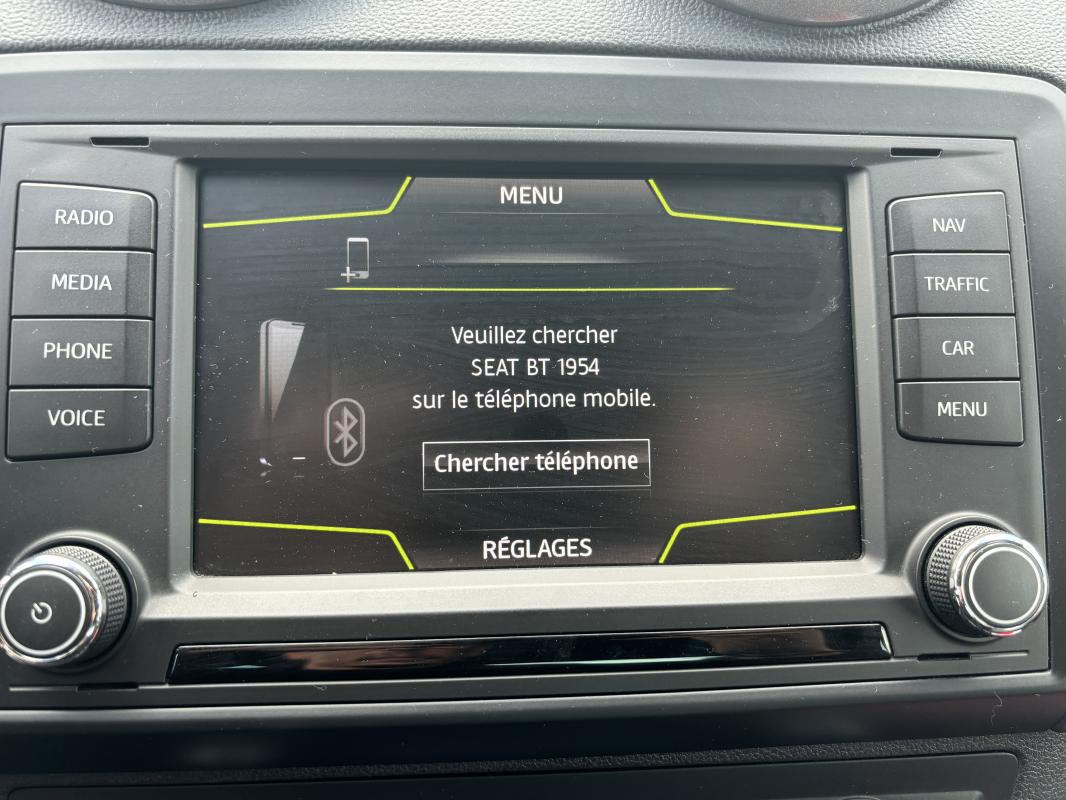 MENU
RADIO
MEDIA
PHONE
VOICE
Veuillez chercher
SEAT BT 1954
sur le téléphone mobile.
Chercher téléphone
RÉGLAGES
NAV
TRAFFIC
CAR
MENU